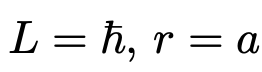 L = ℏ, r = a